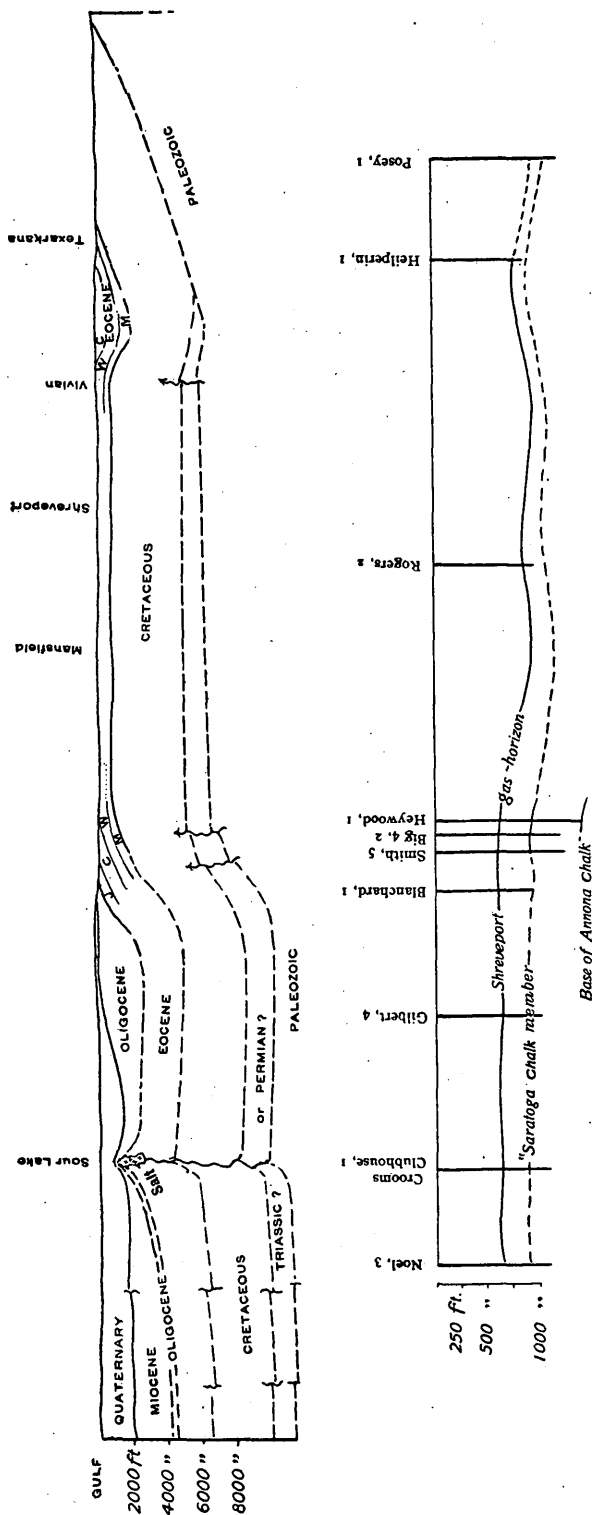 GULF
Sour Lake
Mansfield
Shreveport
Vivian
Texarkana
QUATERNARY
MIOCENE
OLIGOCENE
CRETACEOUS
TRIASSIC ?
Salt
OLIGOCENE
EOCENE
or PERMIAN ?
PALEOZOIC
J
C
W
M
CRETACEOUS
W
C
EOCENE
M
PALEOZOIC
2000 ft
4000 "
6000 "
8000 "
Noel, 3
Crooms
Clubhouse, 1
Gilbert, 4
Blanchard, 1
Smith, 5
Big 4, 2
Heywood, 1
Rogers, 2
Heilperin, 1
Posey, 1
Shreveport gas-horizon
"Saratoga Chalk member
Base of Annona Chalk
250 ft.
500 "
1000 "